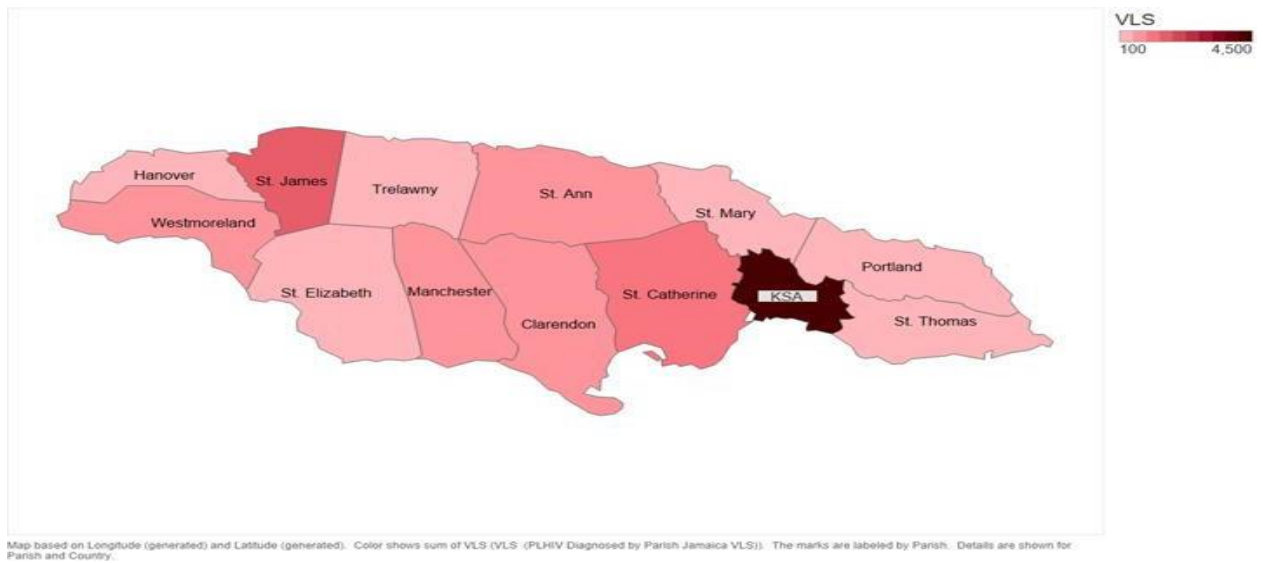 VLS
100 4,500
Hanover
St. James
Trelawny
St. Ann
St. Mary
Westmoreland
Portland
St. Elizabeth
Manchester
St. Catherine
KSA
Clarendon
St. Thomas
Map based on Longitude (generated) and Latitude (generated). Color shows sum of VLS (VLS (PLHIV Diagnosed by Parish Jamaica VLS)). The marks are labeled by Parish. Details are shown for
Parish and Country.